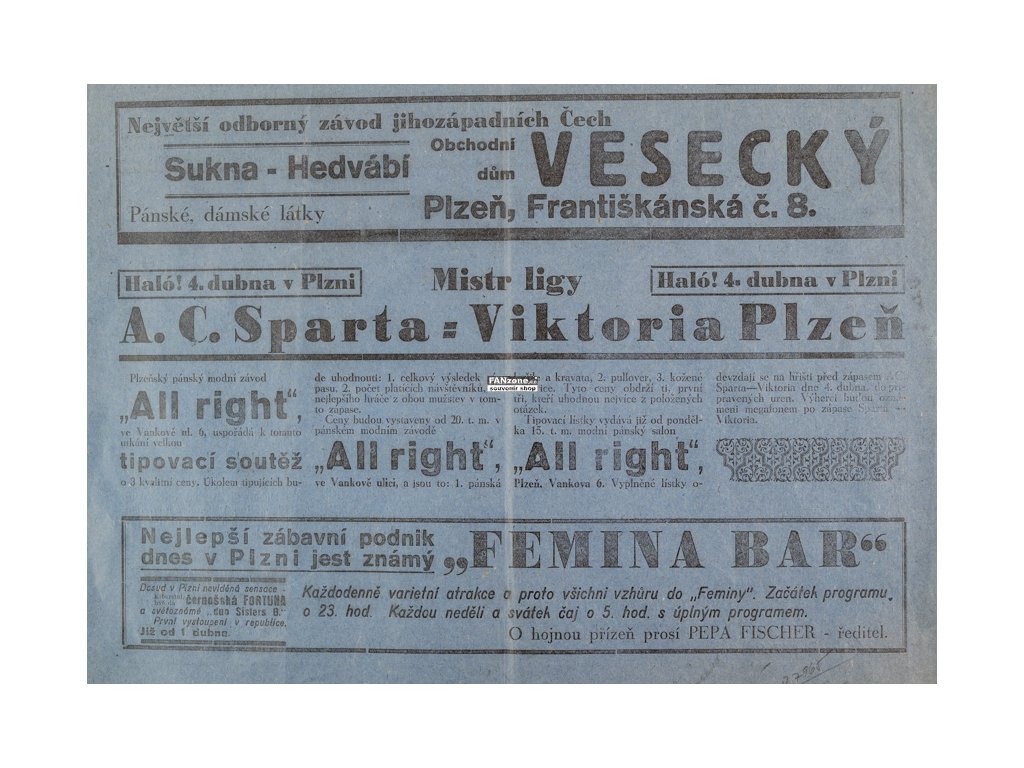 Největší odborný závod jihozápadních Čech
Sukna - Hedvábí
Pánské, dámské látky
Obchodní
dům
VESECKÝ
Plzeň, Františkánská č. 8.
Haló! 4. dubna v Plzni
Mistr ligy
Haló! 4. dubna v Plzni
A. C. Sparta = Viktoria Plzeň
Plzeňský pánský modní závod
„All right“,
ve Vankově ul. 6, uspořádá k tomuto
utkání velkou
tipovací soutěž
o 3 kvalitní ceny. Úkolem tipujících bu-
de uhodnouti: 1. celkový výsledek
pasu, 2. počet platících návštěvníků,
nejlepšího hráče z obou mužstev v tom-
to zápase.
Ceny budou vystaveny od 20. t. m. v
pánském modním závodě
„All right“,
ve Vankově ulici, a jsou to: 1. pánská
a kravata, 2. pullover, 3. kožené
Tyto ceny obdrží ti, první
tři, kteří uhodnou nejvíce z položených
otázek.
Tipovací lístky vydává již od ponděl-
ka 15. t. m. modní pánský salon
„All right“,
Plzeň, Vankova 6. Vyplněné lístky o-
devzdají se na hřišti před zápasem
Sparta—Viktoria dne 4. dubna, do při-
pravených uren. Výherci budou ozná-
meni megafonem po zápase Sparta —
Viktoria.
FANzone.cz
souvenir shop
Nejlepší zábavní podnik
dnes v Plzni jest známý
„FEMINA BAR“
Dosud v Plzni neviděná sensace -
černošská FORTUNA
a světoznámé
Sisters 6.“
První vystoupení v republice.
Již od 1. dubna.
Každodenně varietní atrakce a proto všichni vzhůru do „Feminy“. Začátek programu
o 23. hod. Každou neděli a svátek čaj o 5. hod. s úplným programem.
O hojnou přízeň prosí PEPA FISCHER - ředitel.